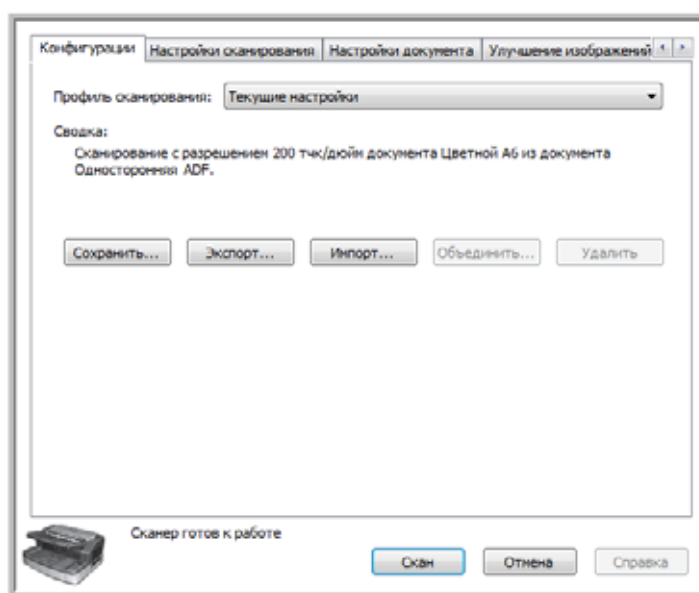 Конфигурации Настройки сканирования Настройки документа Улучшение изображений
Профиль сканирования: Текущие настройки
Сводка:
Сканирование с разрешением 200 тчк/дюйм документа Цветной A6 из документа
Односторонняя ADF.
Сохранить... Экспорт... Импорт... Объединить... Удалить
Сканер готов к работе
Скан Отмена Справка